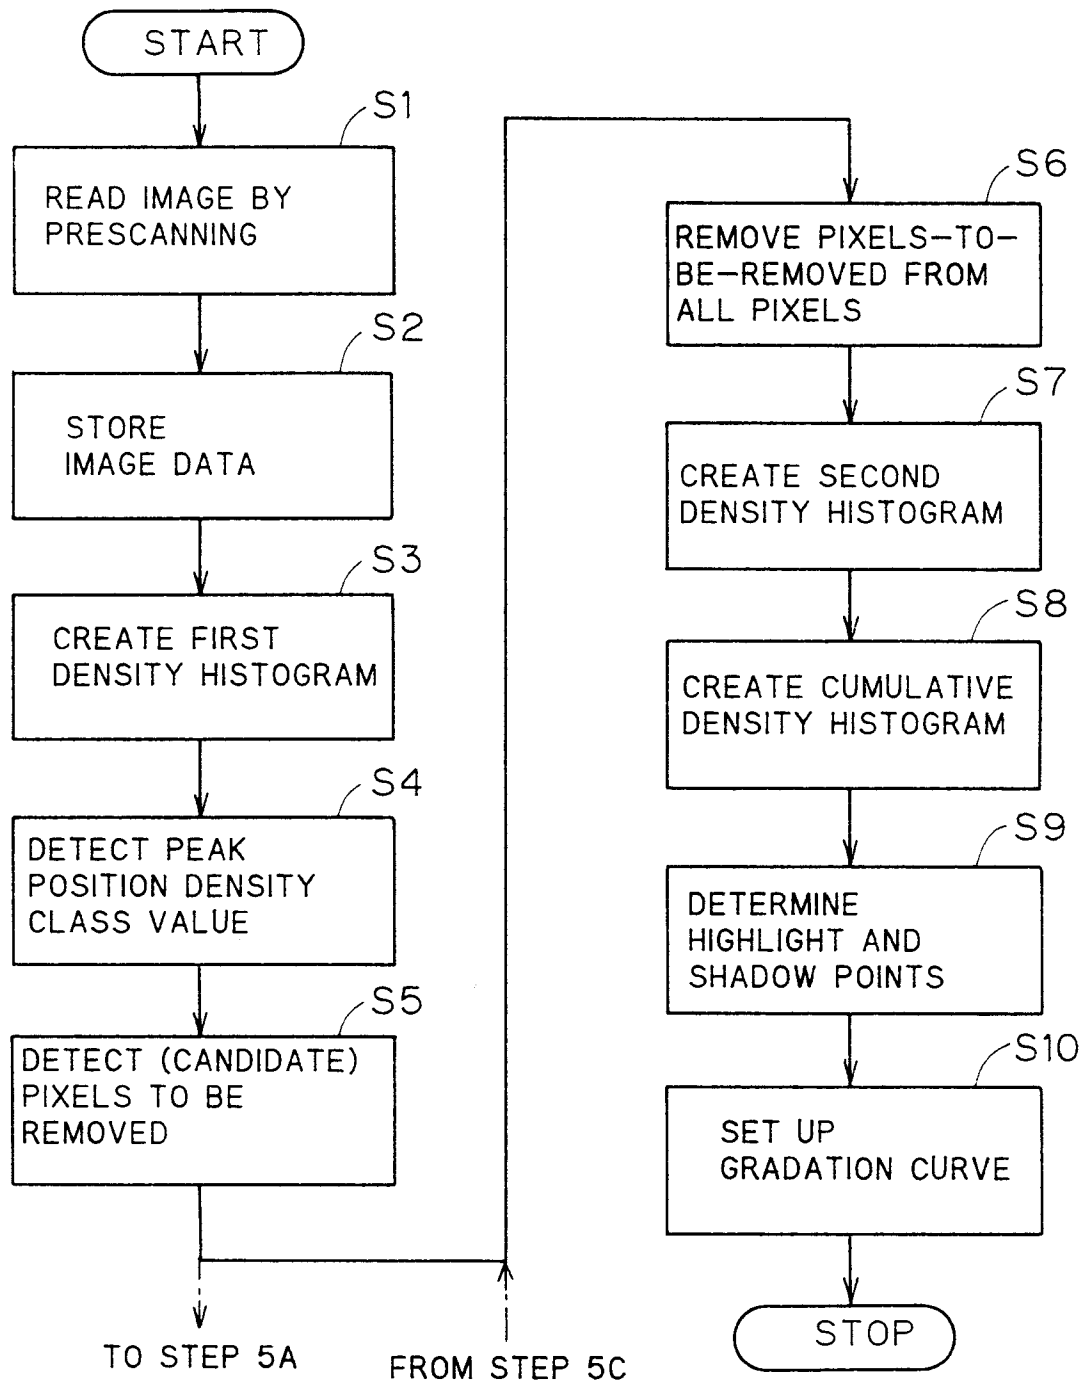 START
S1
READ IMAGE BY
PRESCANNING
S2
STORE
IMAGE DATA
S3
CREATE FIRST
DENSITY HISTOGRAM
S4
DETECT PEAK
POSITION DENSITY
CLASS VALUE
S5
DETECT (CANDIDATE)
PIXELS TO BE
REMOVED
TO STEP 5A
FROM STEP 5C
S6
REMOVE PIXELS-TO-
BE-REMOVED FROM
ALL PIXELS
S7
CREATE SECOND
DENSITY HISTOGRAM
S8
CREATE CUMULATIVE
DENSITY HISTOGRAM
S9
DETERMINE
HIGHLIGHT AND
SHADOW POINTS
S10
SET UP
GRADATION CURVE
STOP